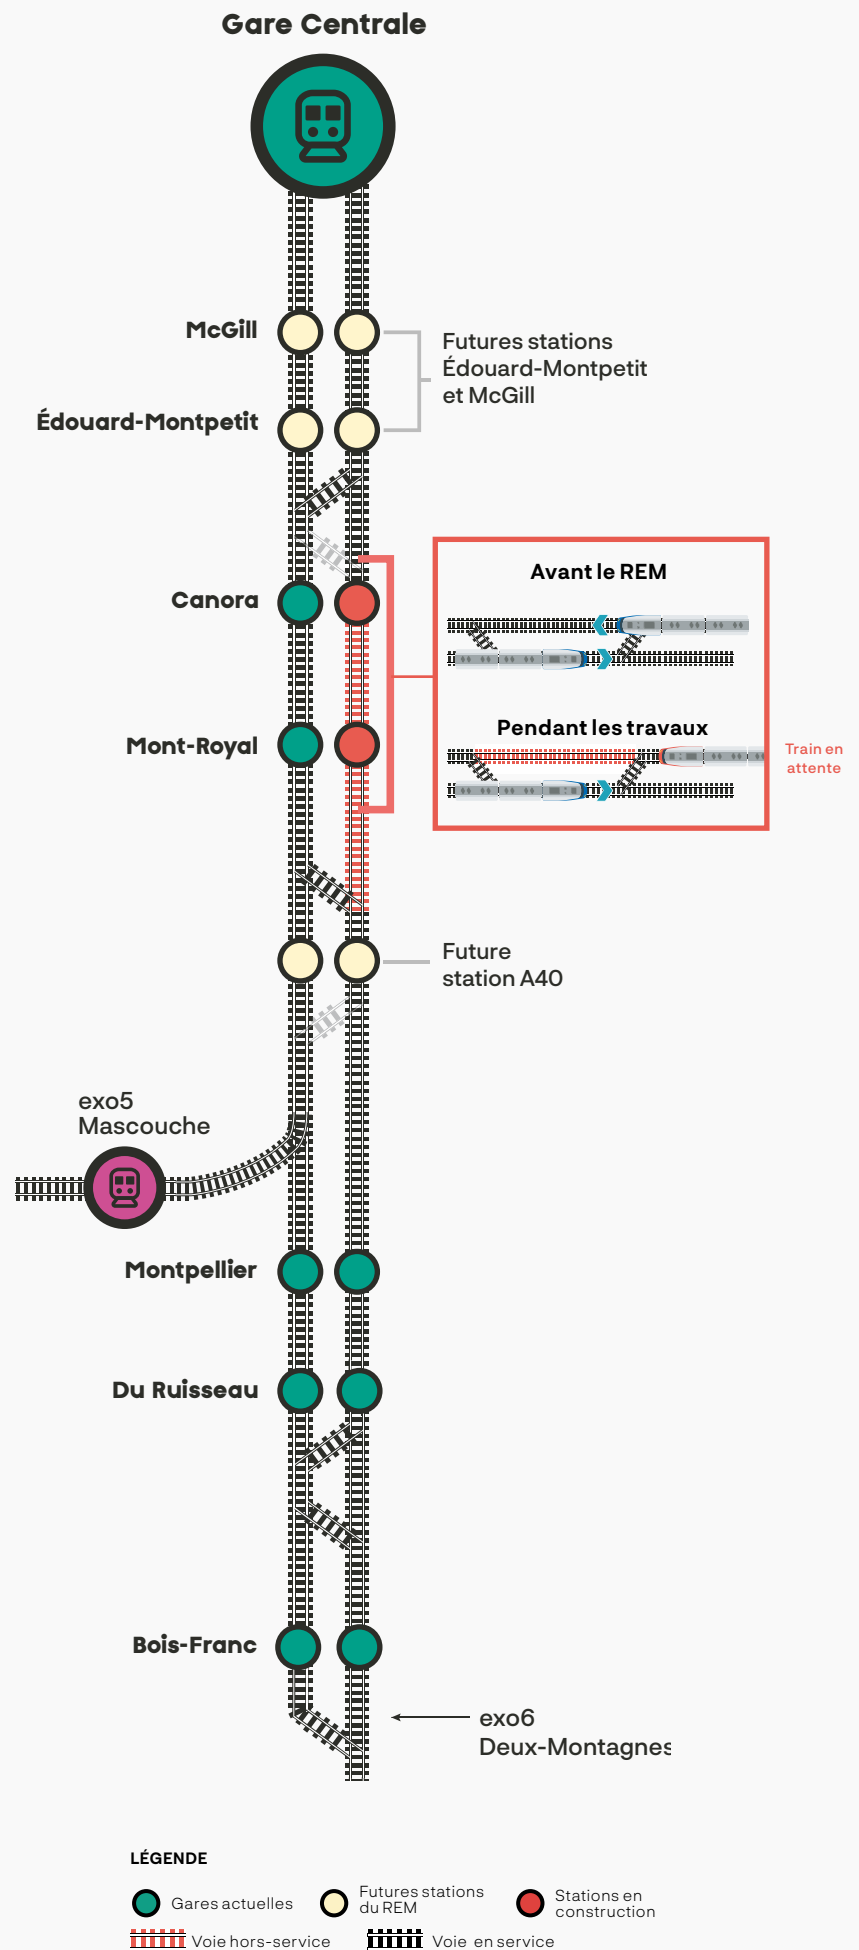 Gare Centrale
McGill
Futures stations
Édouard-Montpetit
et McGill
Édouard-Montpetit
Canora
Avant le REM
Mont-Royal
Pendant les travaux
Train en
attente
Future
station A40
exo5
Mascouche
Montpellier
Du Ruisseau
Bois-Franc
exo6
Deux-Montagnes
LÉGENDE
Gares actuelles
Futures stations
du REM
Stations en
construction
Voie hors-service
Voie en service